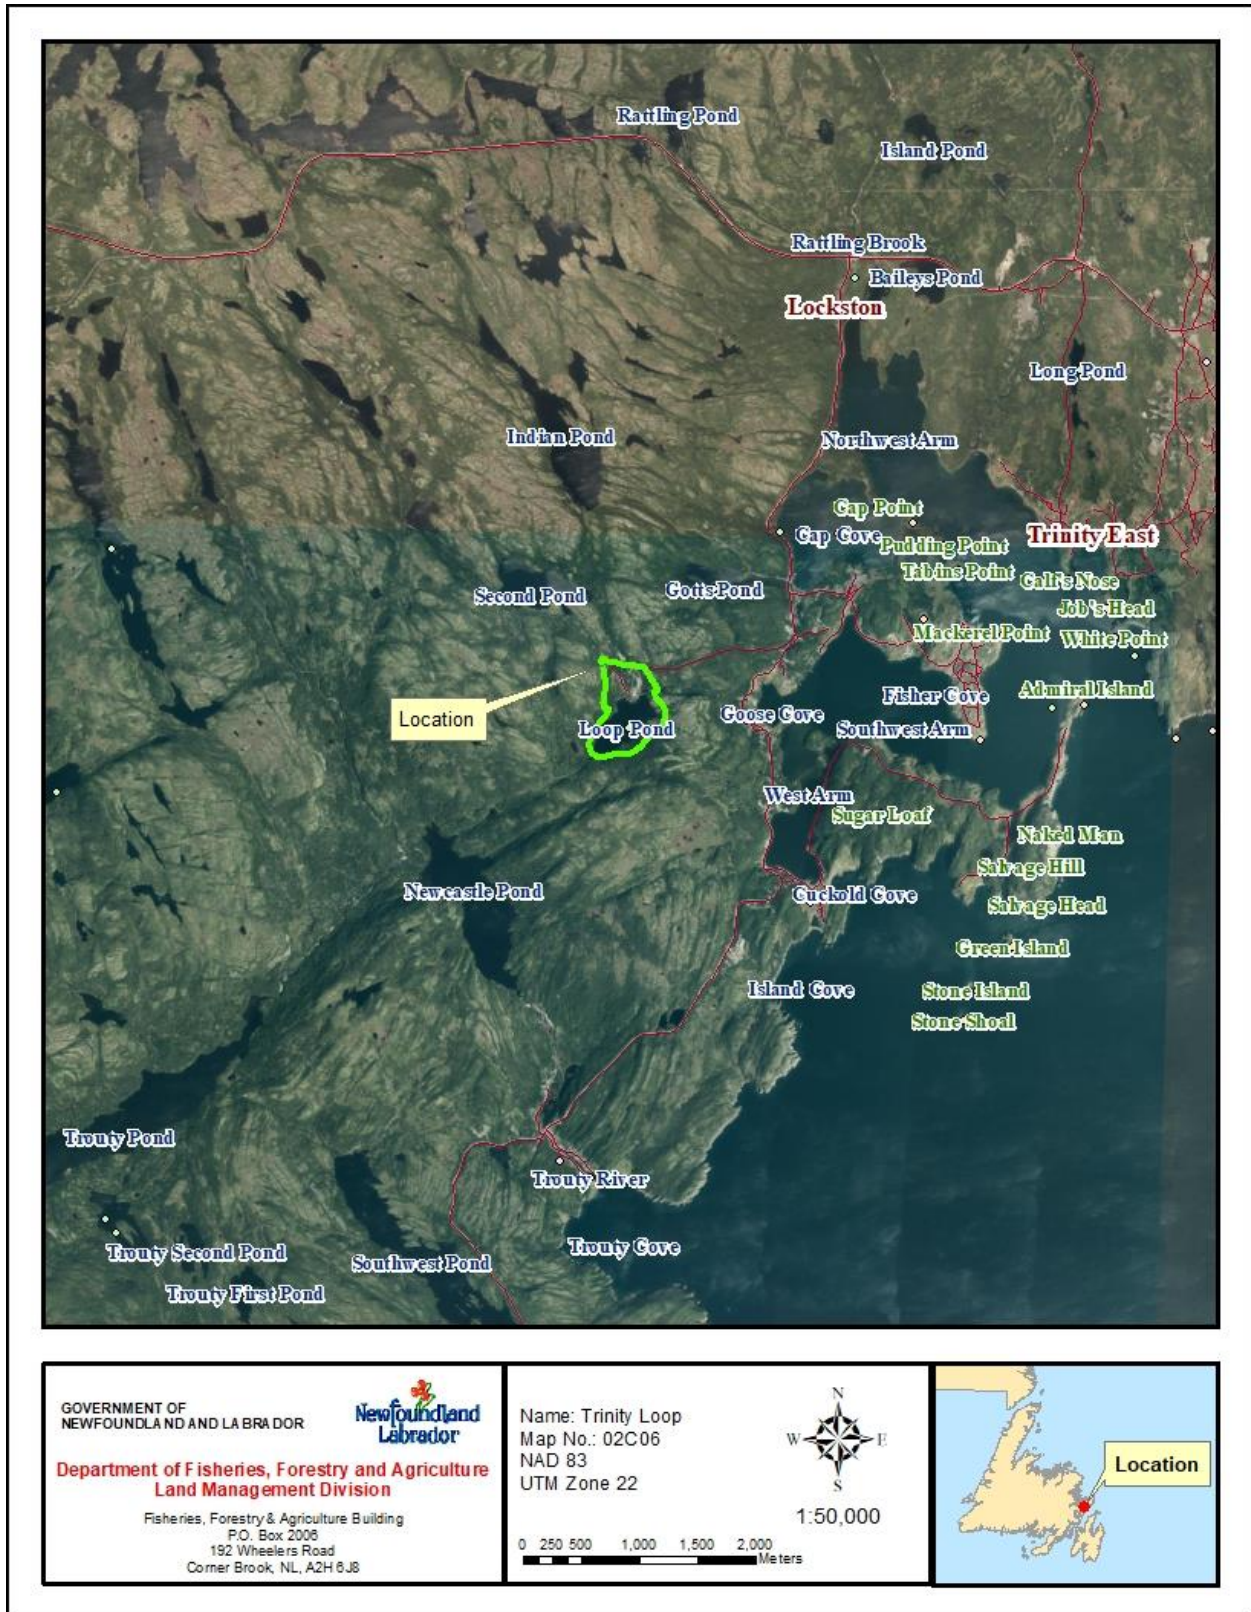 Rattling Pond
Island Pond
Rattling Brook
Baileys Pond
Lockston
Long Pond
Indian Pond
Northwest Arm
Gap Point
Trinity East
Cap Cove
Pudding Point
Tabins Point
Calf's Nose
Second Pond
Gotts Pond
Job's Head
Mackerel Point
White Point
Admiral Island
Fisher Cove
Location
Goose Cove
Loop Pond
Southwest Arm
West Arm
Sugar Loaf
Naked Man
Salvage Hill
Newcastle Pond
Cuckold Cove
Salvage Head
Green Island
Island Cove
Stone Island
Stone Shoal
Trouty Pond
Trouty River
Trouty Cove
Trouty Second Pond
Southwest Pond
Trouty First Pond
GOVERNMENT OF
NEWFOUNDLAND AND LABRADOR
Newfoundland
Labrador
Department of Fisheries, Forestry and Agriculture
Land Management Division
Fisheries, Forestry & Agriculture Building
P.O. Box 2006
192 Wheelers Road
Corner Brook, NL, A2H 6J8
Name: Trinity Loop
Map No.: 02C06
NAD 83
UTM Zone 22
N
W E
S
1:50,000
0 250 500 1,000 1,500 2,000
Meters
Location